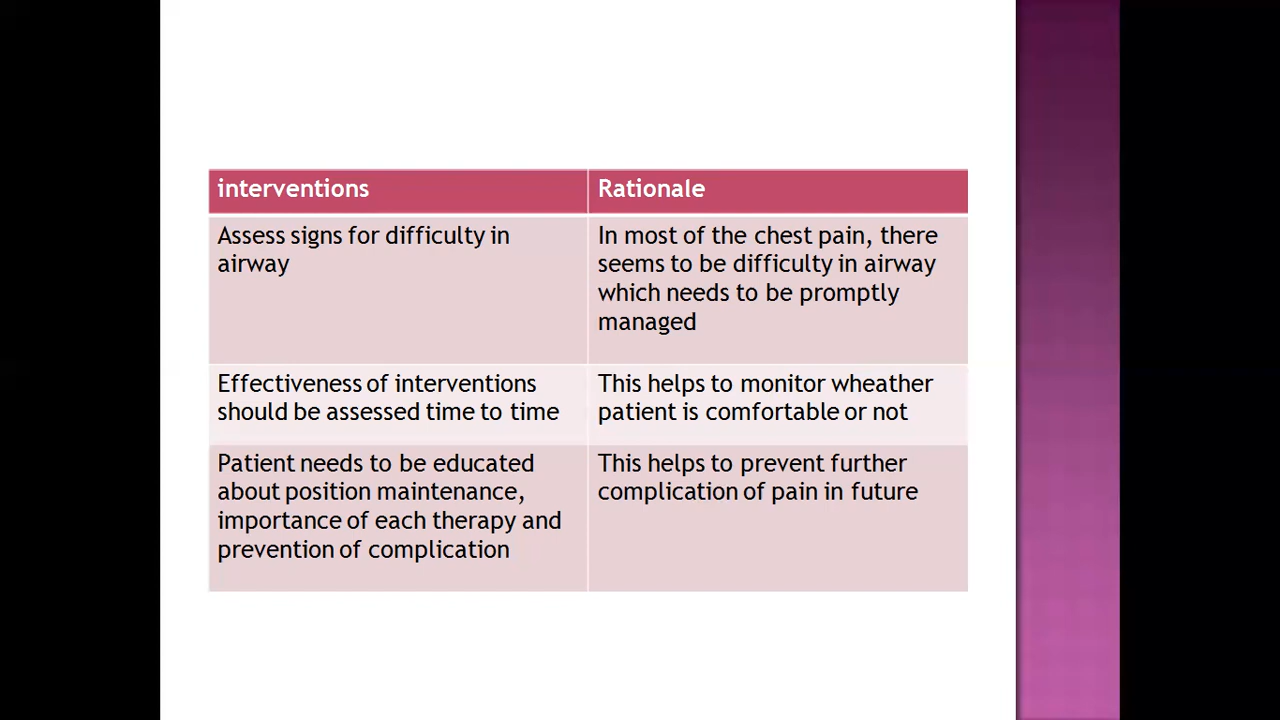 interventions
Rationale
Assess signs for difficulty in
airway
In most of the chest pain, there
seems to be difficulty in airway
which needs to be promptly
managed
Effectiveness of interventions
should be assessed time to time
This helps to monitor wheather
patient is comfortable or not
Patient needs to be educated
about position maintenance,
importance of each therapy and
prevention of complication
This helps to prevent further
complication of pain in future